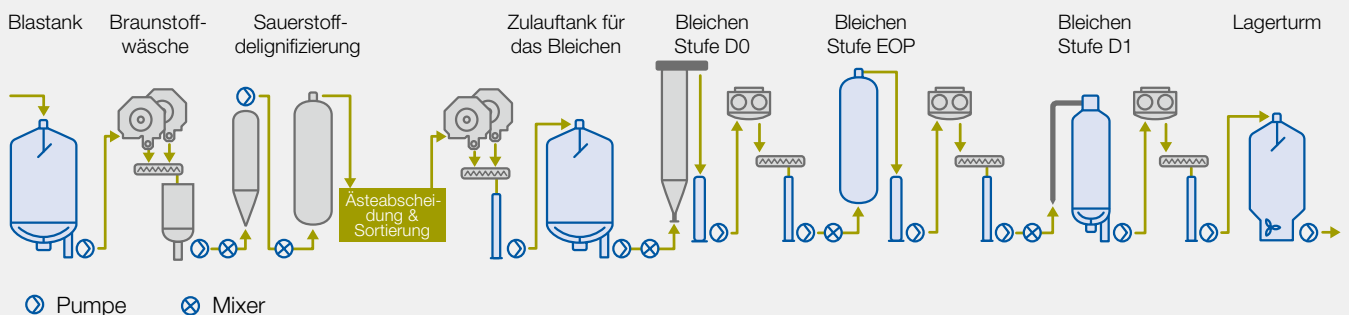 Blastank
Braunstoff-
wäsche
Sauerstoff-
delignifizierung
Zulauftank für
das Bleichen
Bleichen
Stufe D0
Bleichen
Stufe EOP
Bleichen
Stufe D1
Lagerturm
Ästeabschei-
dung &
Sortierung
Pumpe
Mixer